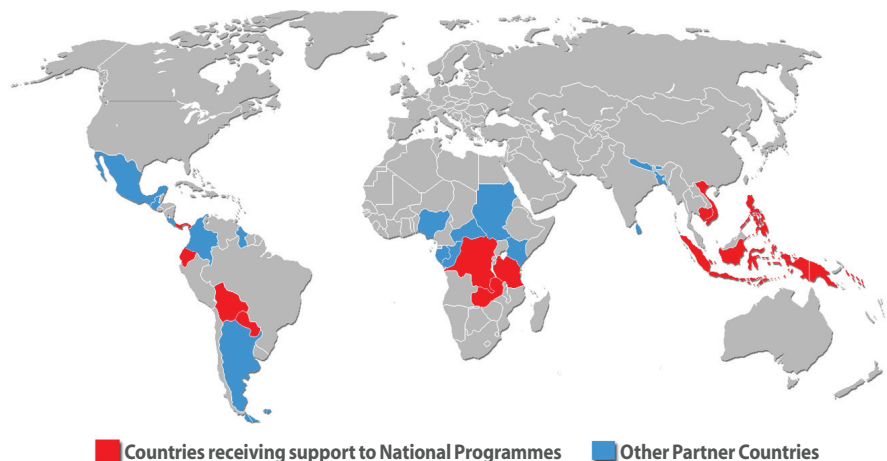 Countries receiving support to National Programmes
Other Partner Countries